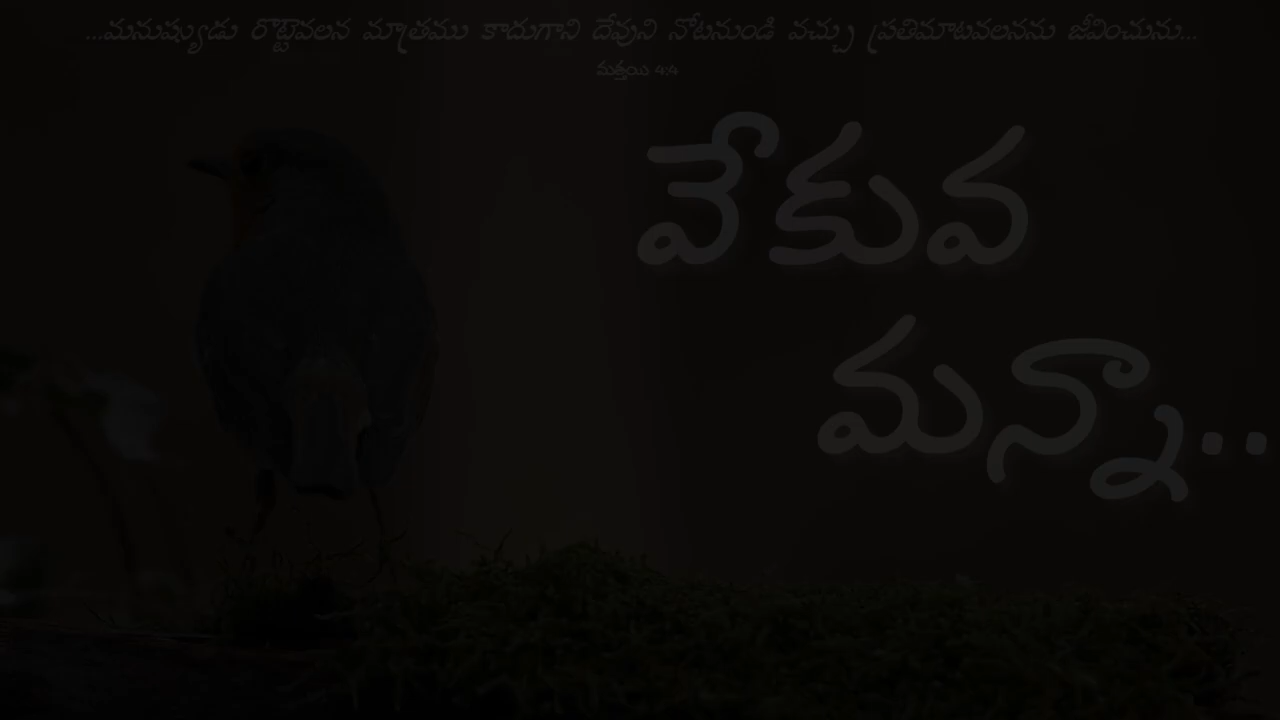 ...మనుష్యుడు రొట్టెవలన మాత్రము కాదుగాని దేవుని నోటనుండి వచ్చు ప్రతిమాటవలనను జీవించును...
మత్తయి 4:4
వేకువ
మన్నా..